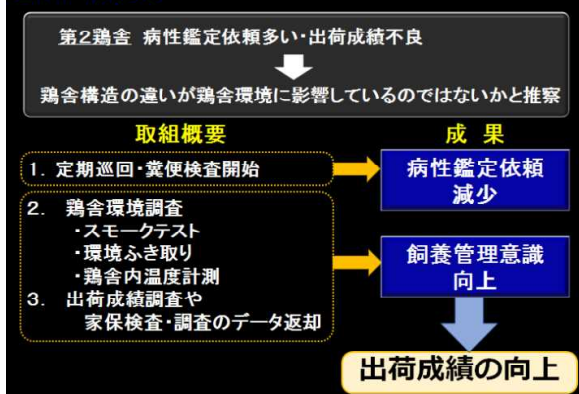 第2鶏舎 病性鑑定依頼多い・出荷成績不良
鶏舎構造の違いが鶏舎環境に影響しているのではないかと推察
取組概要
成 果
1. 定期巡回・糞便検査開始
病性鑑定依頼
減少
2. 鶏舎環境調査
・スモークテスト
・環境ふき取り
・鶏舎内温度計測
3. 出荷成績調査や
家保検査・調査のデータ返却
飼養管理意識
向上
出荷成績の向上